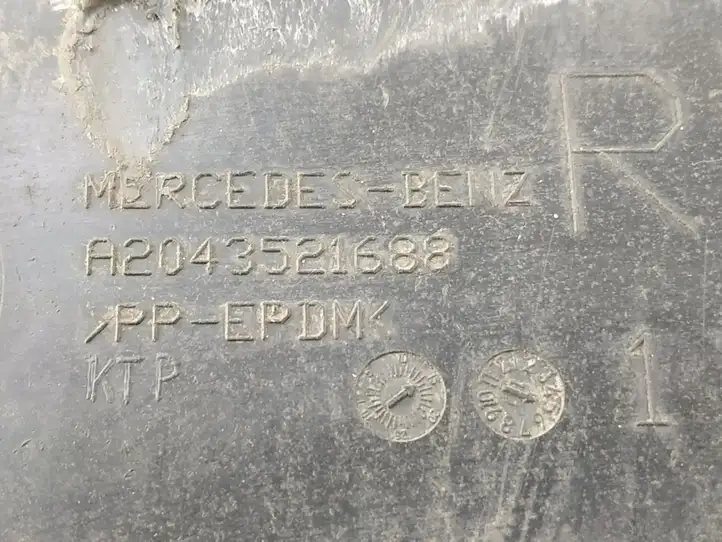 MERCEDES-BENZ
R
A2043521688
>PP-EPDM<
KTP
1